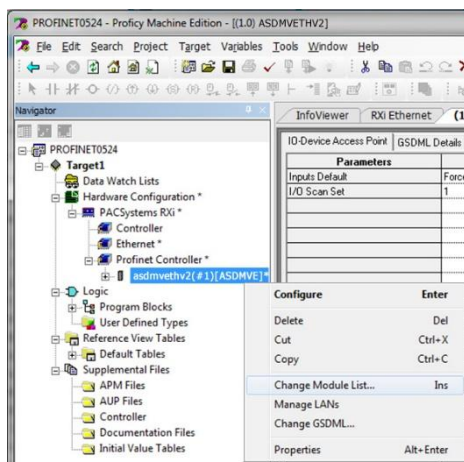 PROFINET0524 - Proficy Machine Edition - [(1.0) ASDMVETHV2]
File Edit Search Project Target Variables Tools Window Help
Navigator
InfoViewer RXi Ethernet (1
IO-Device Access Point GSDML Details
Parameters
Inputs Default Force
I/O Scan Set 1
PROFINET0524
Target1
Data Watch Lists
Hardware Configuration *
PACSystems RXi *
Controller
Ethernet *
Profinet Controller *
asdmvethv2(#1)[ASDMVE]*
Logic
Program Blocks
User Defined Types
Reference View Tables
Default Tables
Supplemental Files
APM Files
AUP Files
Controller
Documentation Files
Initial Value Tables
Configure Enter
Delete Del
Cut Ctrl+X
Copy Ctrl+C
Change Module List... Ins
Manage LANs
Change GSDML...
Properties Alt+Enter